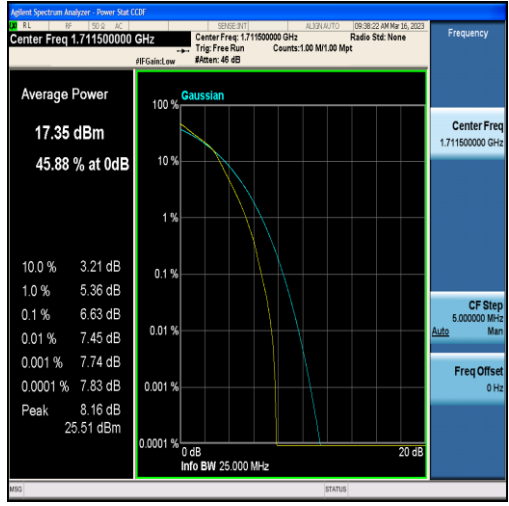 Agilent Spectrum Analyzer - Power Stat CCDF
RL RF 50 Ω AC SENSE:INT ALIGN AUTO 09:38:22 AM Mar 16, 2023
Center Freq 1.711500000 GHz
Center Freq: 1.711500000 GHz
Radio Std: None
Trig: Free Run
Counts:1.00 M/1.00 Mpt
#IFGain:Low
#Atten: 46 dB
Frequency
Average Power
17.35 dBm
45.88 % at 0dB
10.0 % 3.21 dB
1.0 % 5.36 dB
0.1 % 6.63 dB
0.01 % 7.45 dB
0.001 % 7.74 dB
0.0001 % 7.83 dB
Peak 8.16 dB
25.51 dBm
Gaussian
100 %
10 %
1 %
0.1 %
0.01 %
0.001 %
0.0001 %
0 dB
20 dB
Info BW 25.000 MHz
Center Freq
1.711500000 GHz
CF Step
5.000000 MHz
Auto Man
Freq Offset
0 Hz
MSG
STATUS